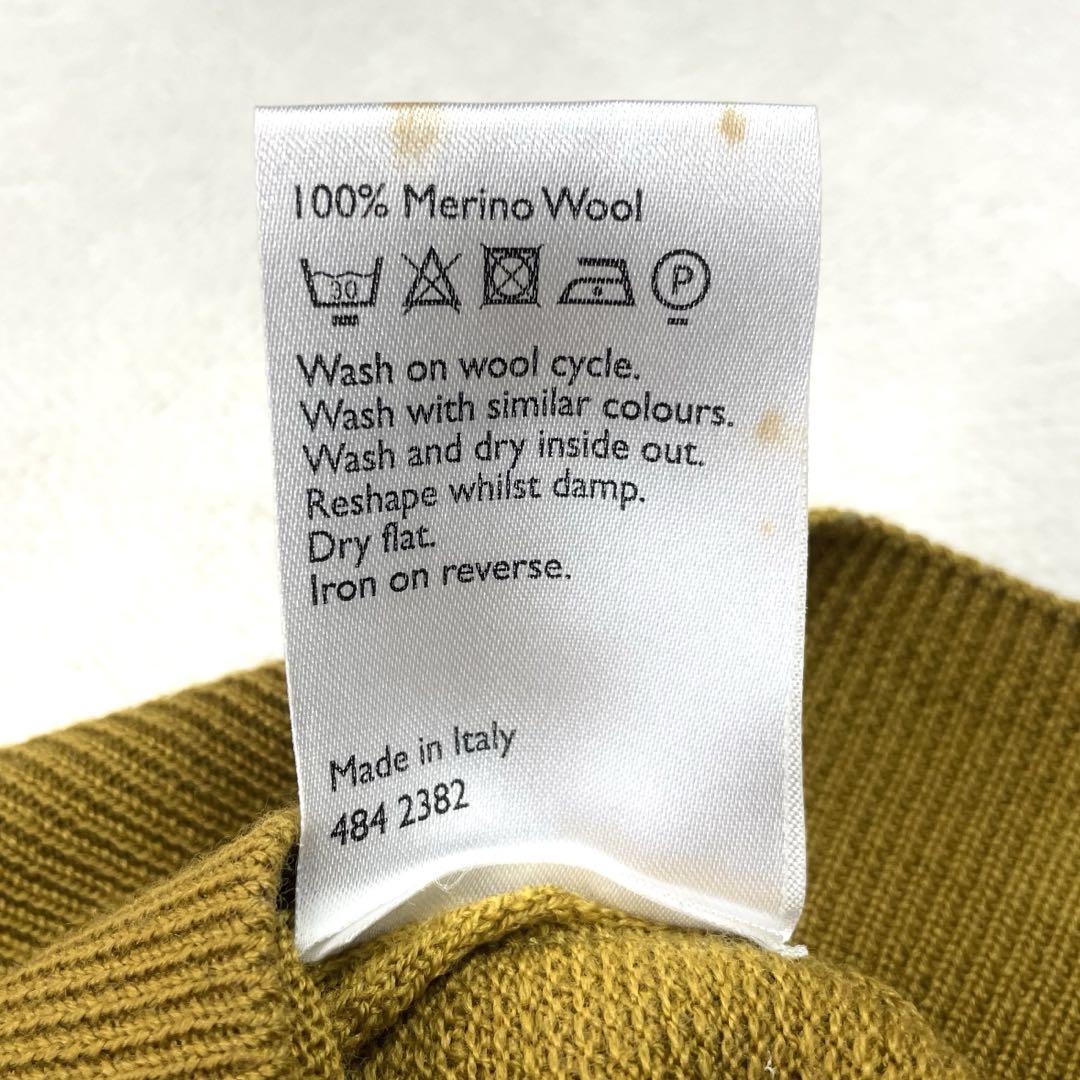 100% Merino Wool
30
P
Wash on wool cycle.
Wash with similar colours.
Wash and dry inside out.
Reshape whilst damp.
Dry flat.
Iron on reverse.
Made in Italy
484 2382